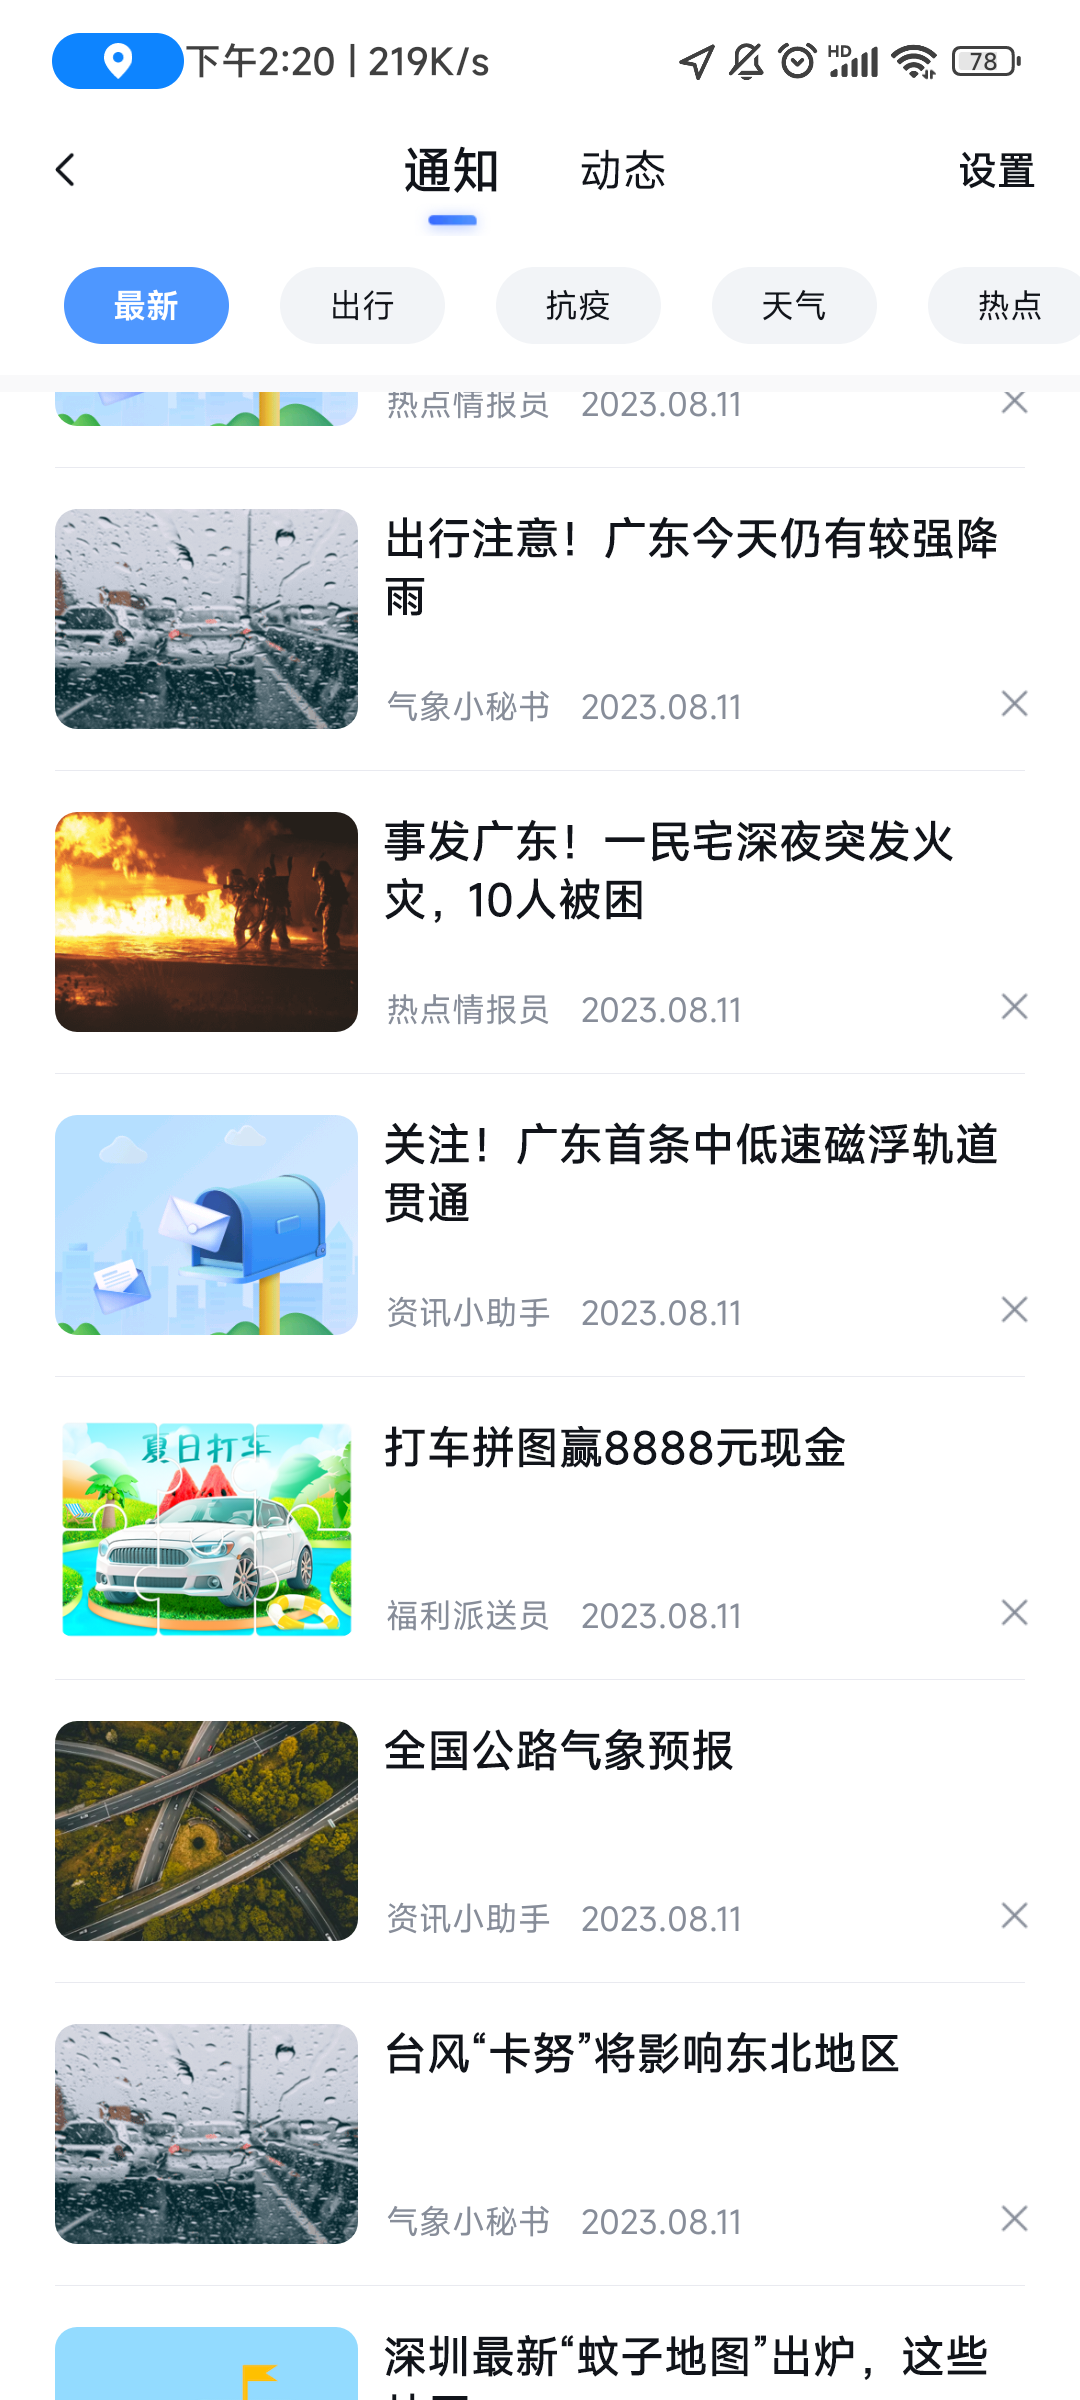 下午2:20 | 219K/s
HD
78
通知
动态
设置
最新
出行
抗疫
天气
热点
热点情报员 2023.08.11
出行注意！广东今天仍有较强降
雨
气象小秘书 2023.08.11
事发广东！一民宅深夜突发火
灾，10人被困
热点情报员 2023.08.11
关注！广东首条中低速磁浮轨道
贯通
资讯小助手 2023.08.11
夏日打车
打车拼图赢8888元现金
福利派送员 2023.08.11
全国公路气象预报
资讯小助手 2023.08.11
台风“卡努”将影响东北地区
气象小秘书 2023.08.11
深圳最新“蚊子地图”出炉，这些